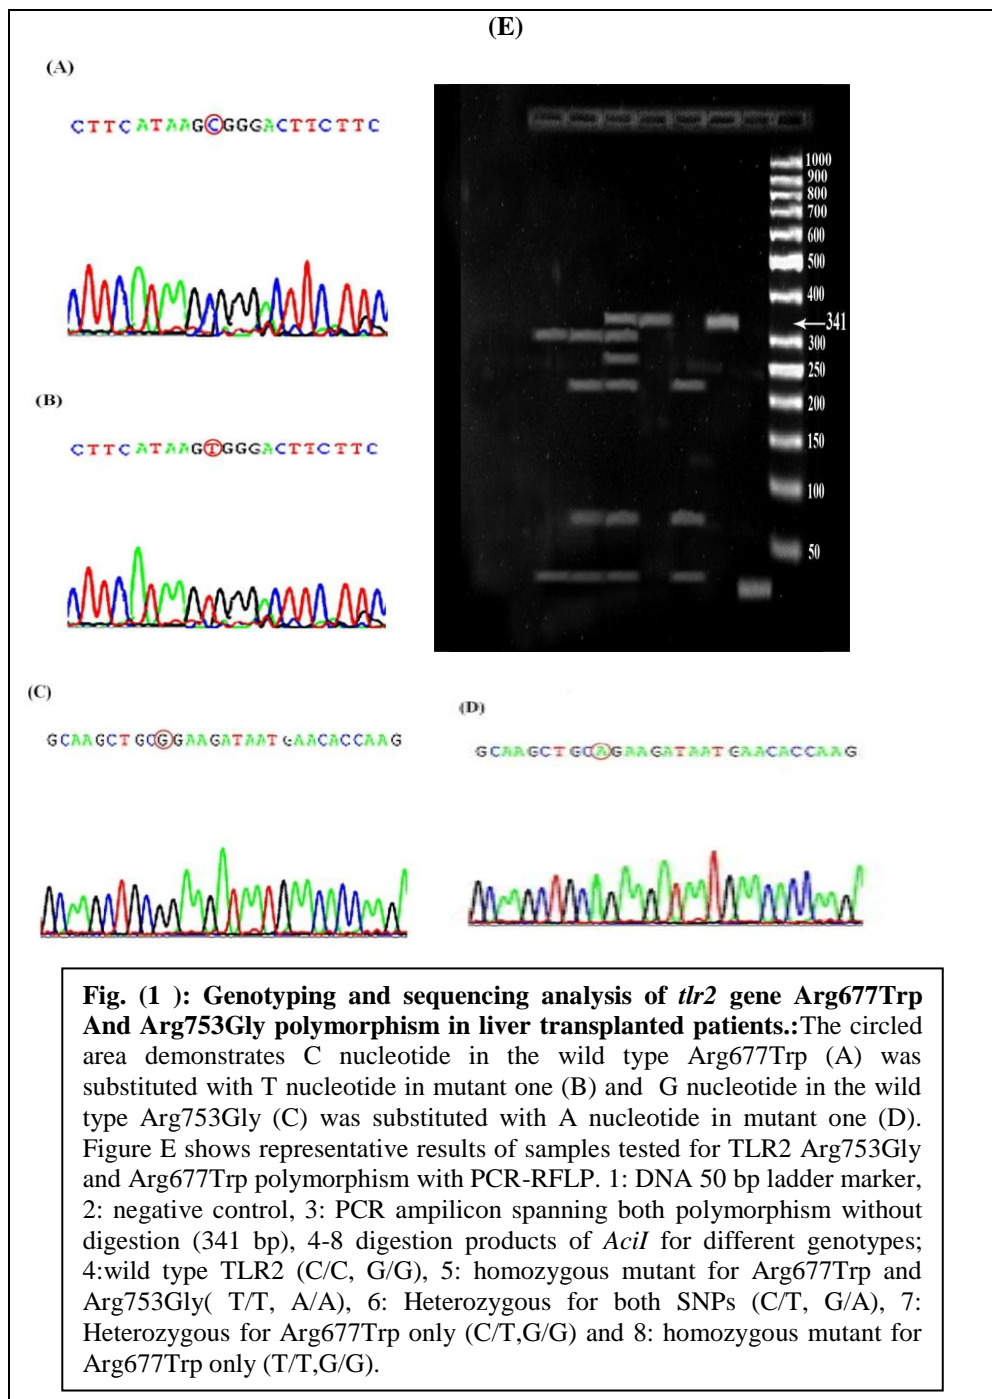 (E)
(A)
CTTCATAAGCGGGACTTCTTC
1000
900
800
700
600
500
400
341
300
250
200
150
100
50
(B)
CTTCATAAGTGGGACTTCTTC
(C)
GCAAGCTGCGGAAGATAATGAACACCAAG
(D)
GCAAGCTGCAGAAGATAATGAACACCAAG
Fig. (1 ): Genotyping and sequencing analysis of tlr2 gene Arg677Trp
And Arg753Gly polymorphism in liver transplanted patients.:The circled
area demonstrates C nucleotide in the wild type Arg677Trp (A) was
substituted with T nucleotide in mutant one (B) and G nucleotide in the wild
type Arg753Gly (C) was substituted with A nucleotide in mutant one (D).
Figure E shows representative results of samples tested for TLR2 Arg753Gly
and Arg677Trp polymorphism with PCR-RFLP. 1: DNA 50 bp ladder marker,
2: negative control, 3: PCR ampilicon spanning both polymorphism without
digestion (341 bp), 4-8 digestion products of AciI for different genotypes;
4:wild type TLR2 (C/C, G/G), 5: homozygous mutant for Arg677Trp and
Arg753Gly( T/T, A/A), 6: Heterozygous for both SNPs (C/T, G/A), 7:
Heterozygous for Arg677Trp only (C/T,G/G) and 8: homozygous mutant for
Arg677Trp only (T/T,G/G).